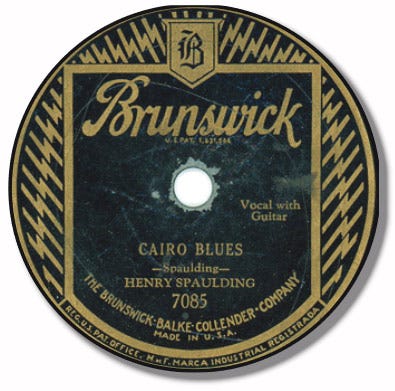 B
Brunswick
U.S. PAT.
Vocal with
Guitar
CAIRO BLUES
—Spaulding—
HENRY SPAULDING
7085
THE BRUNSWICK-BALKE-COLLENDER-COMPANY
MADE IN U.S.A.
REG. U.S. PAT. OFFICE, M y F. MARCA INDUSTRIAL REGISTRADA